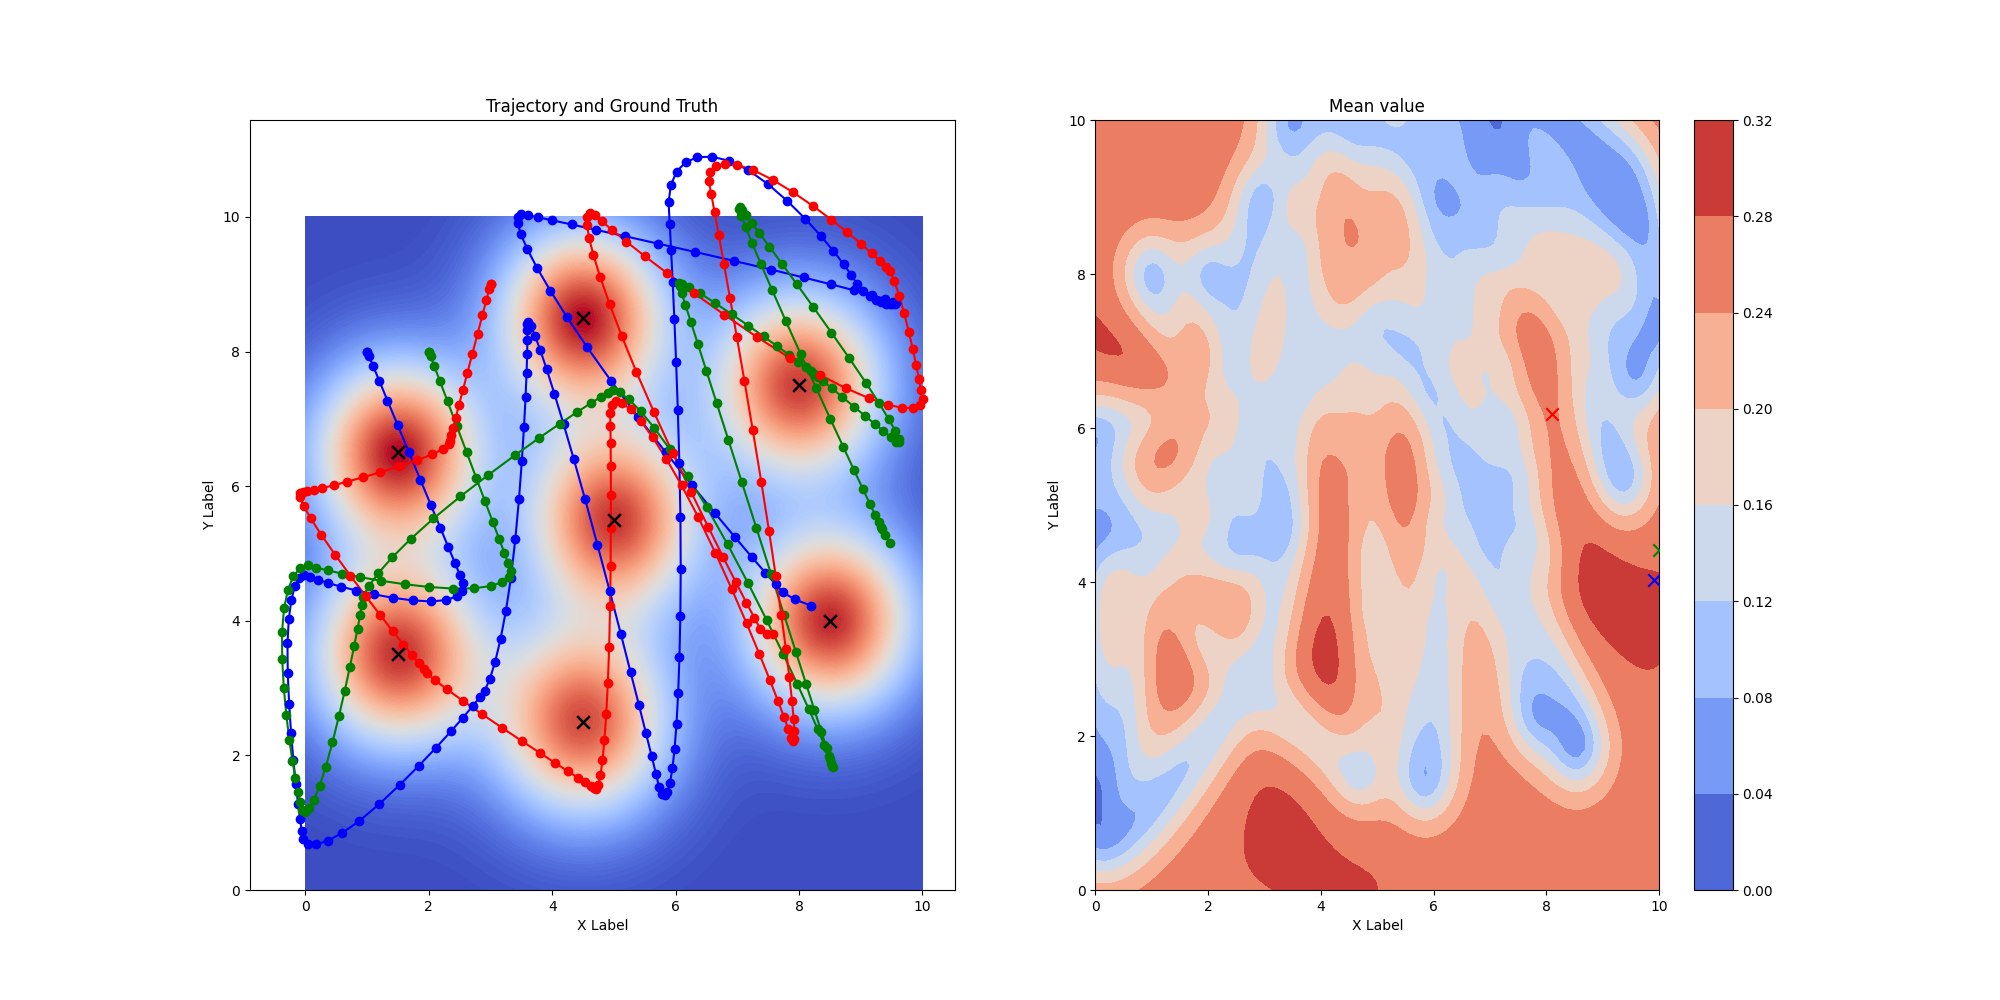 Trajectory and Ground Truth
Y Label
10
8
6
4
2
0
0 2 4 6 8 10
X Label
Mean value
Y Label
10
8
6
4
2
0
0 2 4 6 8 10
X Label
0.32
0.28
0.24
0.20
0.16
0.12
0.08
0.04
0.00